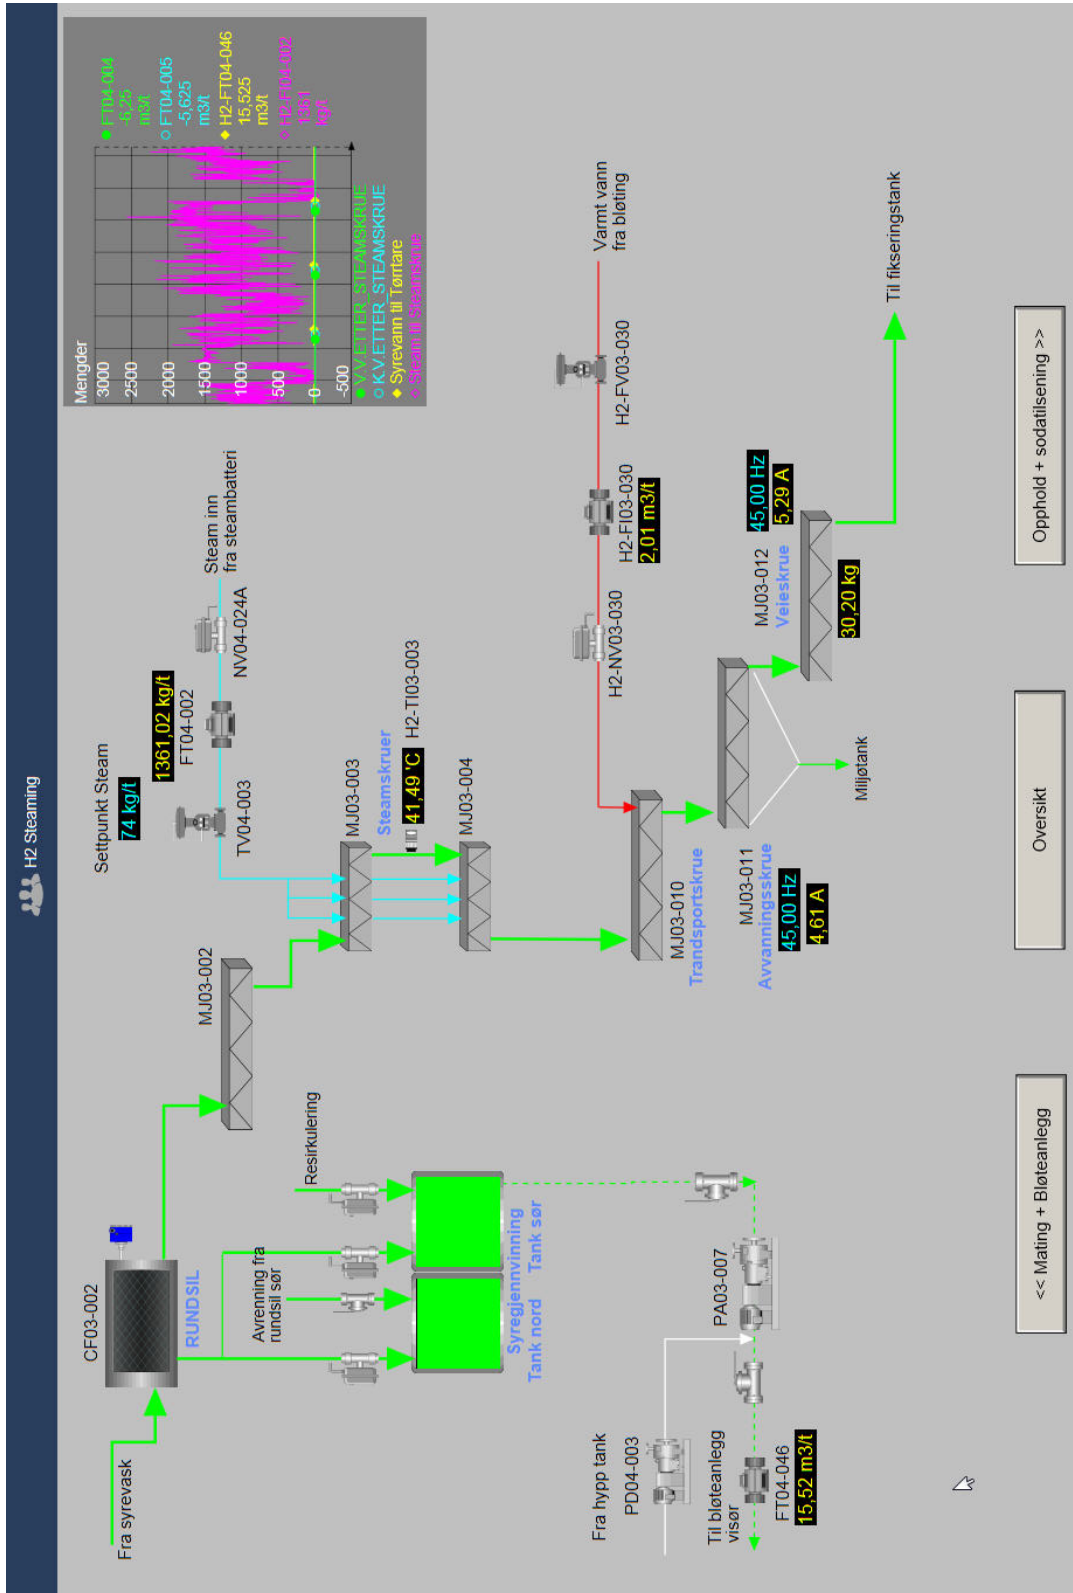 H2 Steaming
Fra syrevask
CF03-002
RUNDSIL
Avrenning fra
rundsil sør
Resirkulering
Syregjennvinning
Tank nord
Tank sør
Fra hypp tank
PD04-003
Til bløteanlegg
visør
FT04-046
15,52 m3/t
PA03-007
MJ03-002
Settpunkt Steam
74 kg/t
1361,02 kg/t
FT04-002
TV04-003
NV04-024A
Steam inn
fra steambatteri
MJ03-003
Steamskruer
41,49 °C
H2-TI03-003
MJ03-004
MJ03-010
Trandsportskrue
MJ03-011
Avvanningsskrue
45,00 Hz
4,61 A
Miljøtank
H2-NV03-030
H2-FI03-030
2,01 m3/t
H2-FV03-030
Varmt vann
fra bløting
MJ03-012
Veieskrue
45,00 Hz
5,29 A
30,20 kg
Til fikseringstank
Mengder
3000
2500
2000
1500
1000
500
0
-500
FT04-004
-6,25
m3/t
FT04-005
-5,625
m3/t
H2-FT04-046
15,525
m3/t
H2-FI04-002
1361
kg/t
V.V.ETTER_STEAMSKRUE
K.V.ETTER_STEAMSKRUE
Syrevann til Tørrtare
Steam til Steamskrue
<< Mating + Bløteanlegg
Oversikt
Opphold + sodatilsening >>